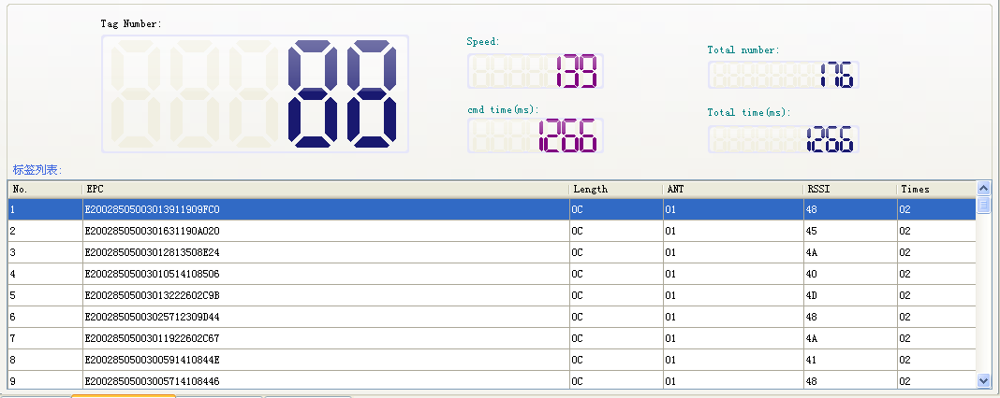 Tag Number:
88
Speed:
139
Total number:
176
cmd time(ms):
1266
Total time(ms):
1266
标签列表:
No. EPC Length ANT RSSI Times
1 E20028505003013911909FC0 0C 01 48 02
2 E2002850500301631190A020 0C 01 45 02
3 E20028505003012813508E24 0C 01 4A 02
4 E20028505003010514108506 0C 01 40 02
5 E20028505003013222602C9B 0C 01 4D 02
6 E20028505003025712309D44 0C 01 48 02
7 E20028505003011922602C67 0C 01 4A 02
8 E2002850500300591410844E 0C 01 41 02
9 E20028505003005714108446 0C 01 48 02